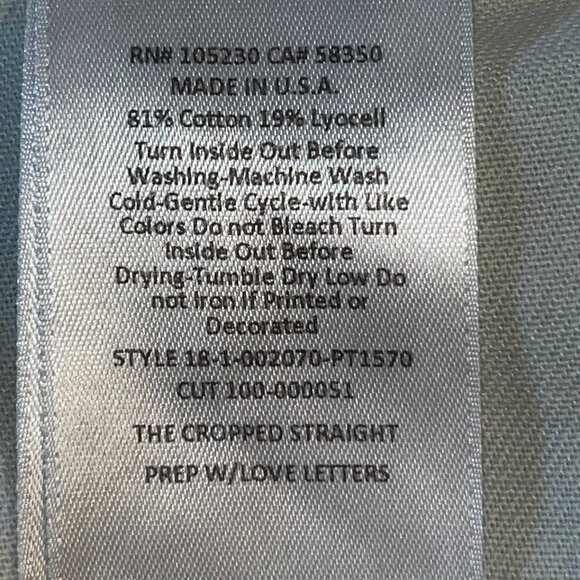 RN# 105230 CA# 58350
MADE IN U.S.A.
81% Cotton 19% Lyocell
Turn Inside Out Before
Washing-Machine Wash
Cold-Gentle Cycle-with Like
Colors Do not Bleach Turn
Inside Out Before
Drying-Tumble Dry Low Do
not Iron If Printed or
Decorated
STYLE 18-1-002070-PT1570
CUT 100-000051
THE CROPPED STRAIGHT
PREP W/LOVE LETTERS